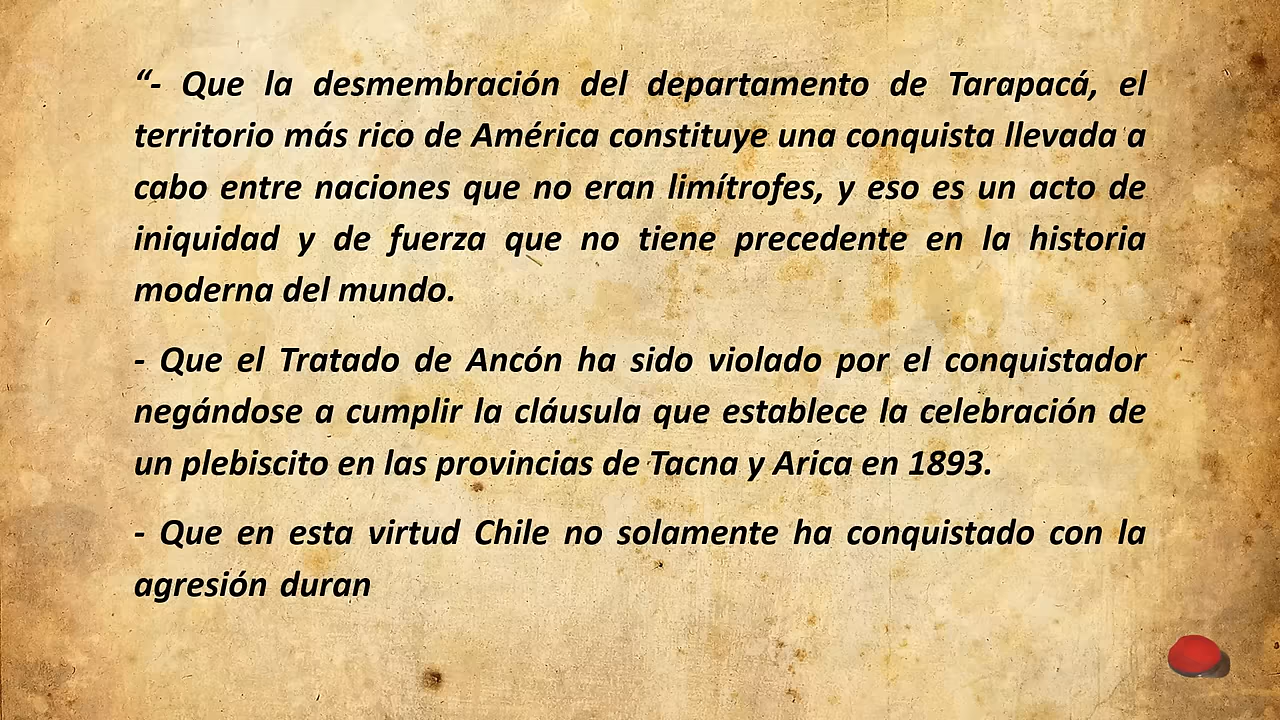 “- Que la desmembración del departamento de Tarapacá, el
territorio más rico de América constituye una conquista llevada a
cabo entre naciones que no eran limítrofes, y eso es un acto de
iniquidad y de fuerza que no tiene precedente en la historia
moderna del mundo.
- Que el Tratado de Ancón ha sido violado por el conquistador
negándose a cumplir la cláusula que establece la celebración de
un plebiscito en las provincias de Tacna y Arica en 1893.
- Que en esta virtud Chile no solamente ha conquistado con la
agresión duran